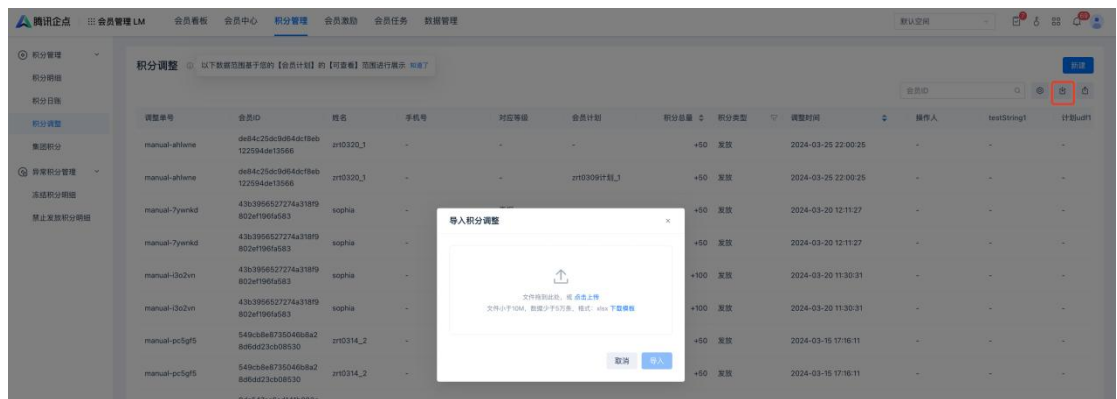 腾讯企点 会员管理 LM 会员看板 会员中心 积分管理 会员激励 会员任务 数据管理 默认空间
积分管理
积分明细
积分日账
积分调整
集团积分
异常积分管理
冻结积分明细
禁止发放积分明细
积分调整 以下数据范围基于您的【会员计划】的【可查看】范围进行展示 知道了 新建
会员ID
调整单号 会员ID 姓名 手机号 对应等级 会员计划 积分总量 积分类型 调整时间 操作人 testString1 计划udf1
manual-ahlwne de84c25dc9d64dcf8eb122594de13566 zrt0320_1 - - - +50 发放 2024-03-25 22:00:25 - - -
manual-ahlwne de84c25dc9d64dcf8eb122594de13566 zrt0320_1 - - zrt0309计划_1 +50 发放 2024-03-25 22:00:25 - - -
manual-7ywnkd 43b3956527274a318f9802ef196fa583 sophia - +50 发放 2024-03-20 12:11:27 - - -
manual-7ywnkd 43b3956527274a318f9802ef196fa583 sophia - +50 发放 2024-03-20 12:11:27 - - -
manual-i3o2vn 43b3956527274a318f9802ef196fa583 sophia - +100 发放 2024-03-20 11:30:31 - - -
manual-i3o2vn 43b3956527274a318f9802ef196fa583 sophia - +100 发放 2024-03-20 11:30:31 - - -
manual-pc5gf5 549cb8e8735046b8a28d6dd23cb08530 zrt0314_2 - +50 发放 2024-03-15 17:16:11 - - -
manual-pc5gf5 549cb8e8735046b8a28d6dd23cb08530 zrt0314_2 - +50 发放 2024-03-15 17:16:11 - - -
导入积分调整
文件拖到此处，或 点击上传
文件小于10M，数据少于5万条，格式：xlsx 下载模板
取消 导入